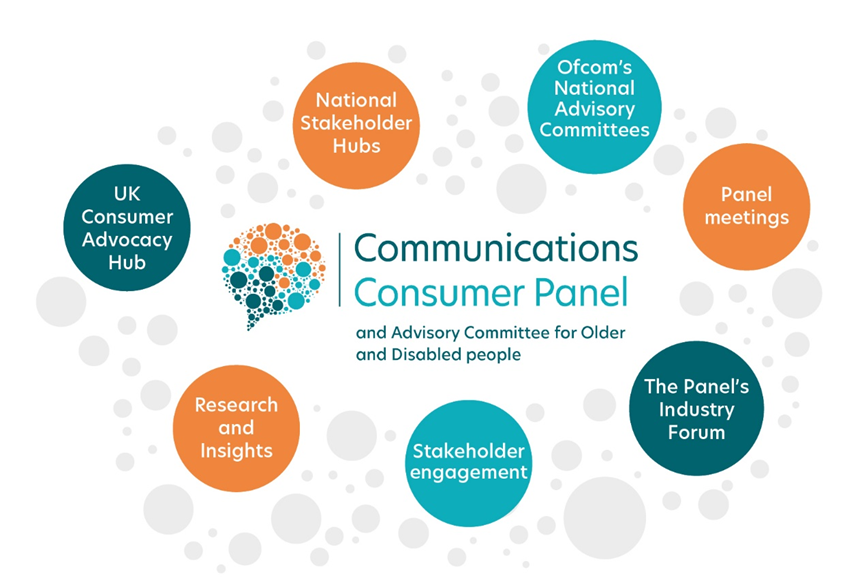 Ofcom's
National
Advisory
Committees
National
Stakeholder
Hubs
Panel
meetings
UK
Consumer
Advocacy
Hub
Communications
Consumer Panel
and Advisory Committee for Older
and Disabled people
The Panel's
Industry
Forum
Research
and
Insights
Stakeholder
engagement